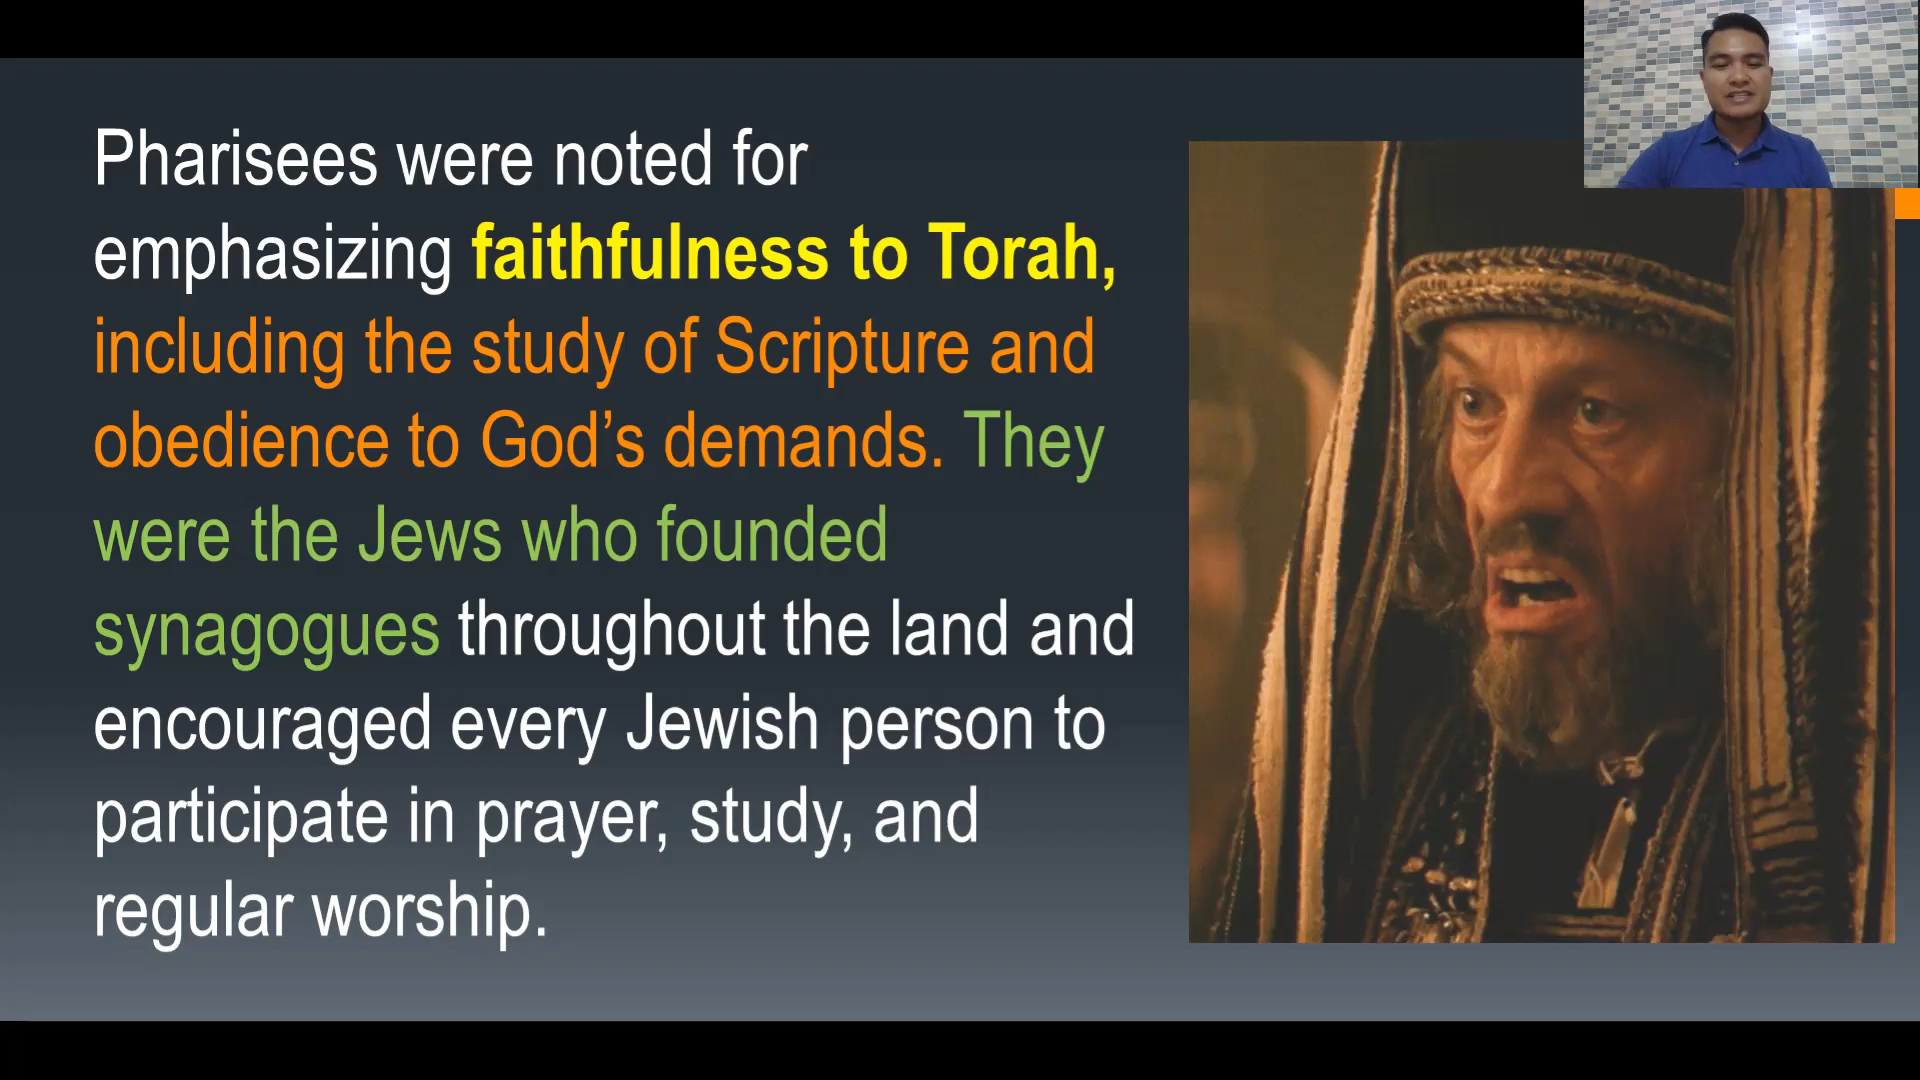 Pharisees were noted for
emphasizing faithfulness to Torah,
including the study of Scripture and
obedience to God’s demands. They
were the Jews who founded
synagogues throughout the land and
encouraged every Jewish person to
participate in prayer, study, and
regular worship.